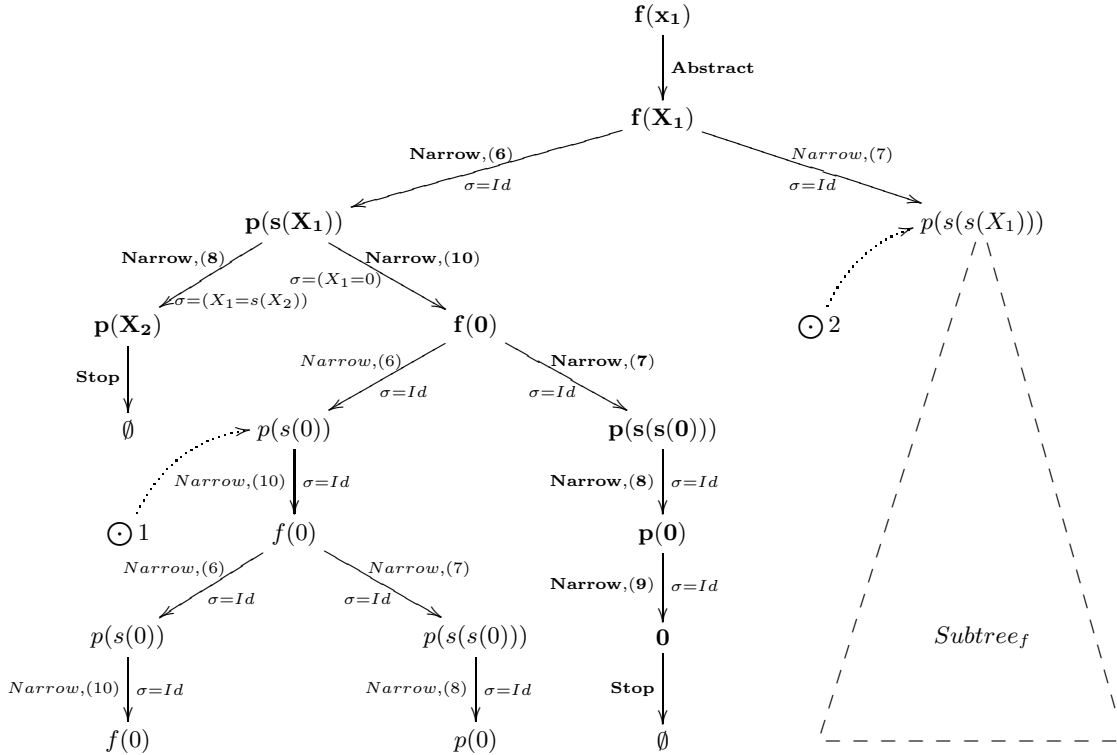 f(x₁)
Abstract
f(X₁)
Narrow,(6) Narrow,(7)
σ=Id σ=Id
p(s(X₁)) p(s(s(X₁)))
Narrow,(8) Narrow,(10)
σ=(X₁=0)
σ=(X₁=s(X₂))
p(X₂) f(0) ⊙ 2
Narrow,(6) Narrow,(7)
Stop σ=Id σ=Id
∅ p(s(0)) p(s(s(0)))
Narrow,(10) σ=Id Narrow,(8) σ=Id
⊙ 1 f(0) p(0)
Narrow,(6) Narrow,(7)
Narrow,(9) σ=Id
σ=Id σ=Id
p(s(0)) p(s(s(0))) 0 Subtree_f
Narrow,(10) σ=Id Narrow,(8) σ=Id Stop
f(0) p(0) ∅